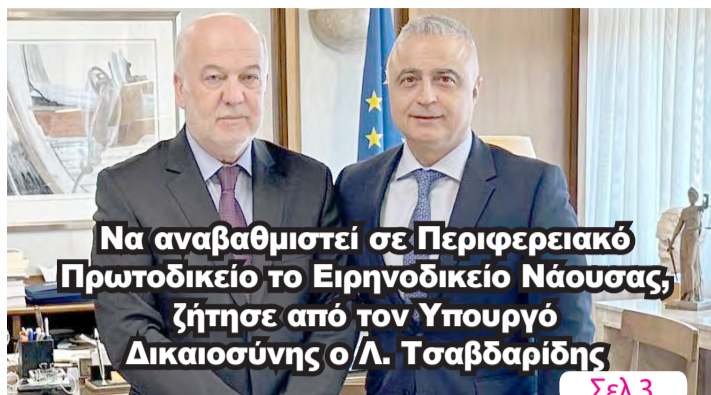 Να αναβαθμιστεί σε Περιφερειακό
Πρωτοδικείο το Ειρηνοδικείο Νάουσας,
ζήτησε από τον Υπουργό
Δικαιοσύνης ο Λ. Τσαβδαρίδης
Σελ 3